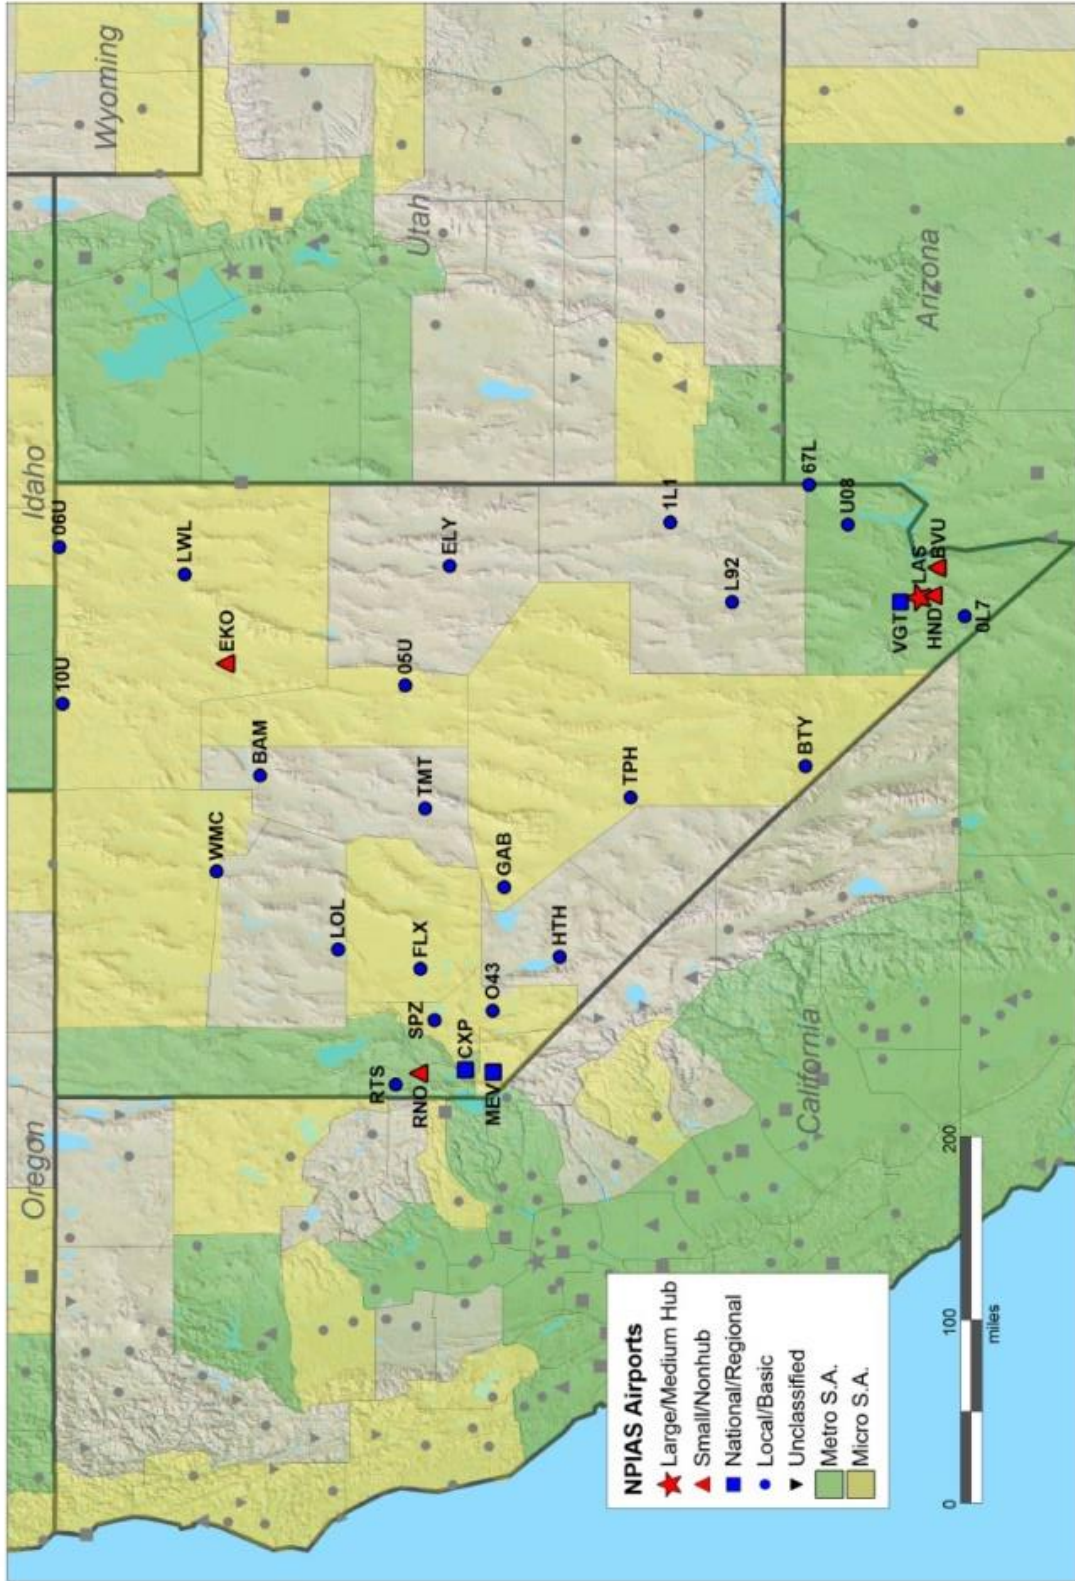 Oregon
Idaho
Wyoming
Utah
Arizona
California
10U
06U
LWL
EKO
WMC
BAM
LOL
RTS
FLX
SPZ
RNO
TMT
05U
ELY
CXP
O43
MEV
GAB
HTH
TPH
1L1
L92
BTY
67L
U08
VGT
LAS
HND
BVU
0L7
NPIAS Airports
Large/Medium Hub
Small/Nonhub
National/Regional
Local/Basic
Unclassified
Metro S.A.
Micro S.A.
0
100
200
miles